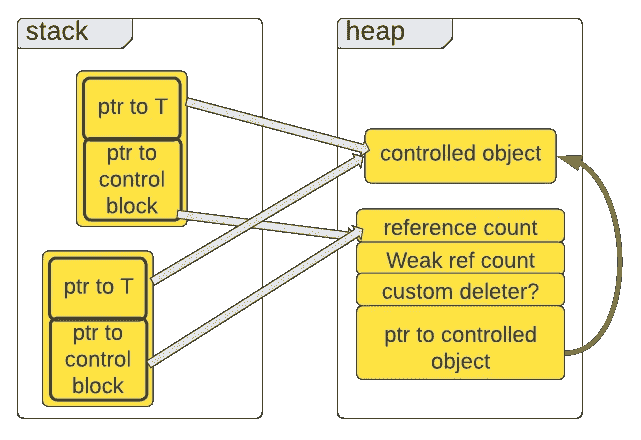 stack
ptr to T
ptr to
control
block
ptr to T
ptr to
control
block
heap
controlled object
reference count
Weak ref count
custom deleter?
ptr to controlled
object